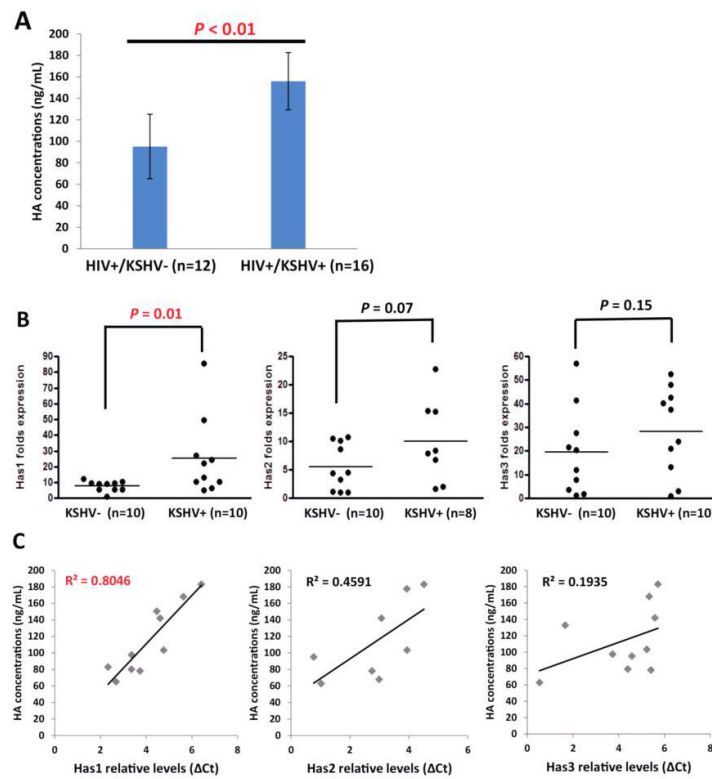 A
P < 0.01
HA concentrations (ng/mL)
200
180
160
140
120
100
80
60
40
20
0
HIV+/KSHV- (n=12) HIV+/KSHV+ (n=16)
B
P = 0.01
Has1 folds expression
90
80
70
60
50
40
30
20
10
0
KSHV- (n=10) KSHV+ (n=10)
P = 0.07
Has2 folds expression
25
20
15
10
5
0
KSHV- (n=10) KSHV+ (n=8)
P = 0.15
Has3 folds expression
60
50
40
30
20
10
0
KSHV- (n=10) KSHV+ (n=10
C
R² = 0.8046
HA concentrations (ng/mL)
200
180
160
140
120
100
80
60
40
20
0
0 2 4 6 8
Has1 relative levels (ΔCt)
R² = 0.4591
HA concentrations (ng/mL)
200
180
160
140
120
100
80
60
40
20
0
0 2 4 6
Has2 relative levels (ΔCt)
R² = 0.1935
HA concentrations (ng/mL)
200
180
160
140
120
100
80
60
40
20
0
0 2 4 6 8
Has3 relative levels (ΔCt)